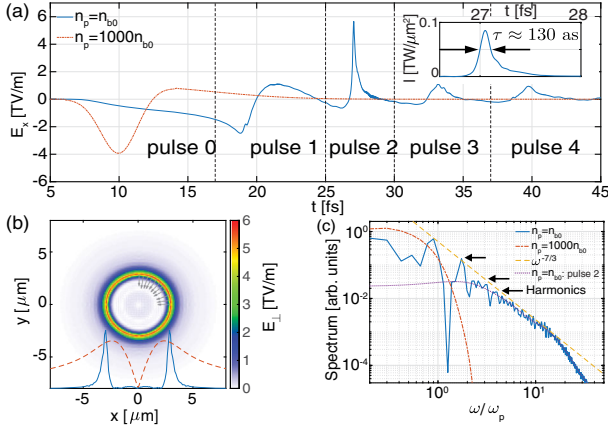 (a)
n_p=n_b0
n_p=1000n_b0
E_x [TV/m]
6
4
2
0
-2
-4
-6
5 10 15 20 25 30 35 40 45
t [fs]
pulse 0 pulse 1 pulse 2 pulse 3 pulse 4
t [fs]
27 28
I [TW/μm²]
0.1
0
τ ≈ 130 as
(b)
y [μm]
5
0
-5
-5 0 5
x [μm]
E_⊥ [TV/m]
6
5
4
3
2
1
0
(c)
n_p=n_b0
n_p=1000n_b0
ω^-7/3
n_p=n_b0: pulse 2
Harmonics
Spectrum [arb. units]
10^0
10^-2
10^-4
10^0 10^1
ω/ω_p